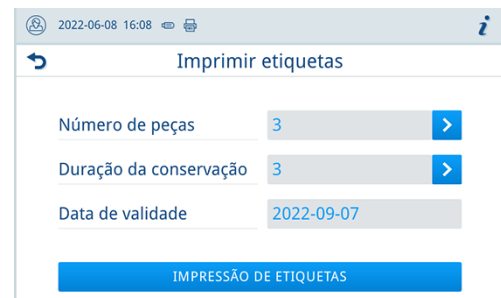 2022-06-08 16:08
i
Imprimir etiquetas
Número de peças 3
Duração da conservação 3
Data de validade 2022-09-07
IMPRESSÃO DE ETIQUETAS